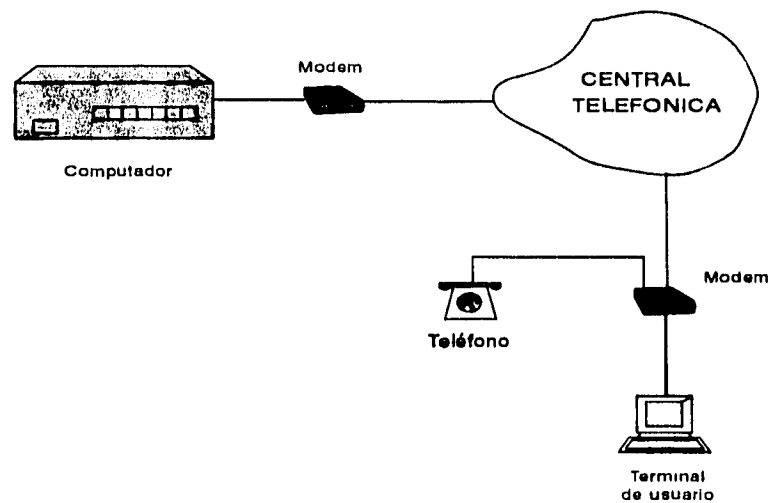 Modem
CENTRAL
TELEFONICA
Computador
Modem
Teléfono
Terminal
de usuario